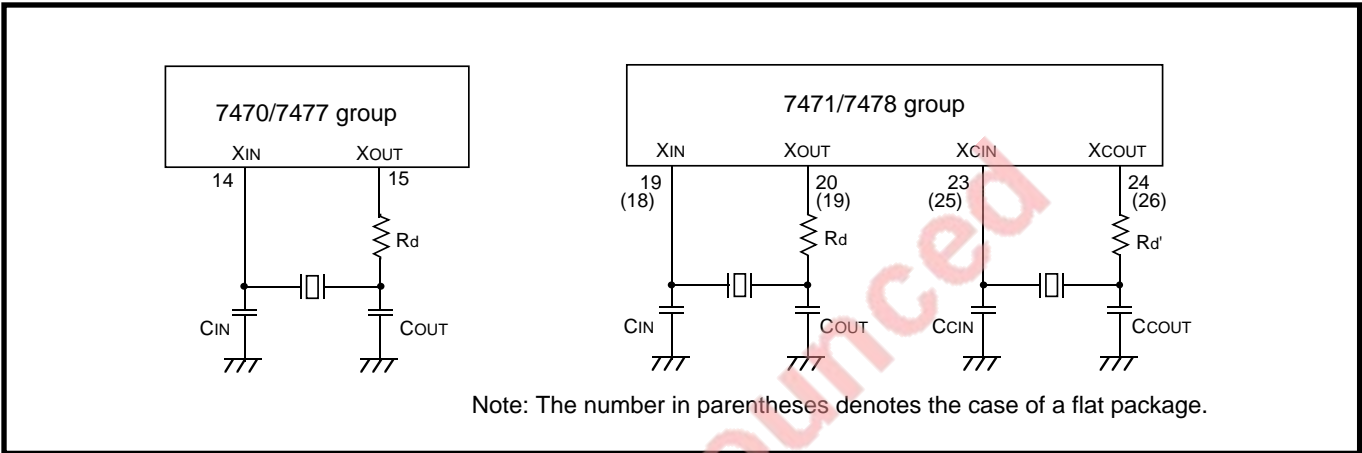 7470/7477 group
XIN XOUT
14 15
Rd
CIN COUT
7471/7478 group
XIN XOUT XCIN XCOUT
19 20 23 24
(18) (19) (25) (26)
Rd Rd'
CIN COUT CCIN CCOUT
Note: The number in parentheses denotes the case of a flat package.